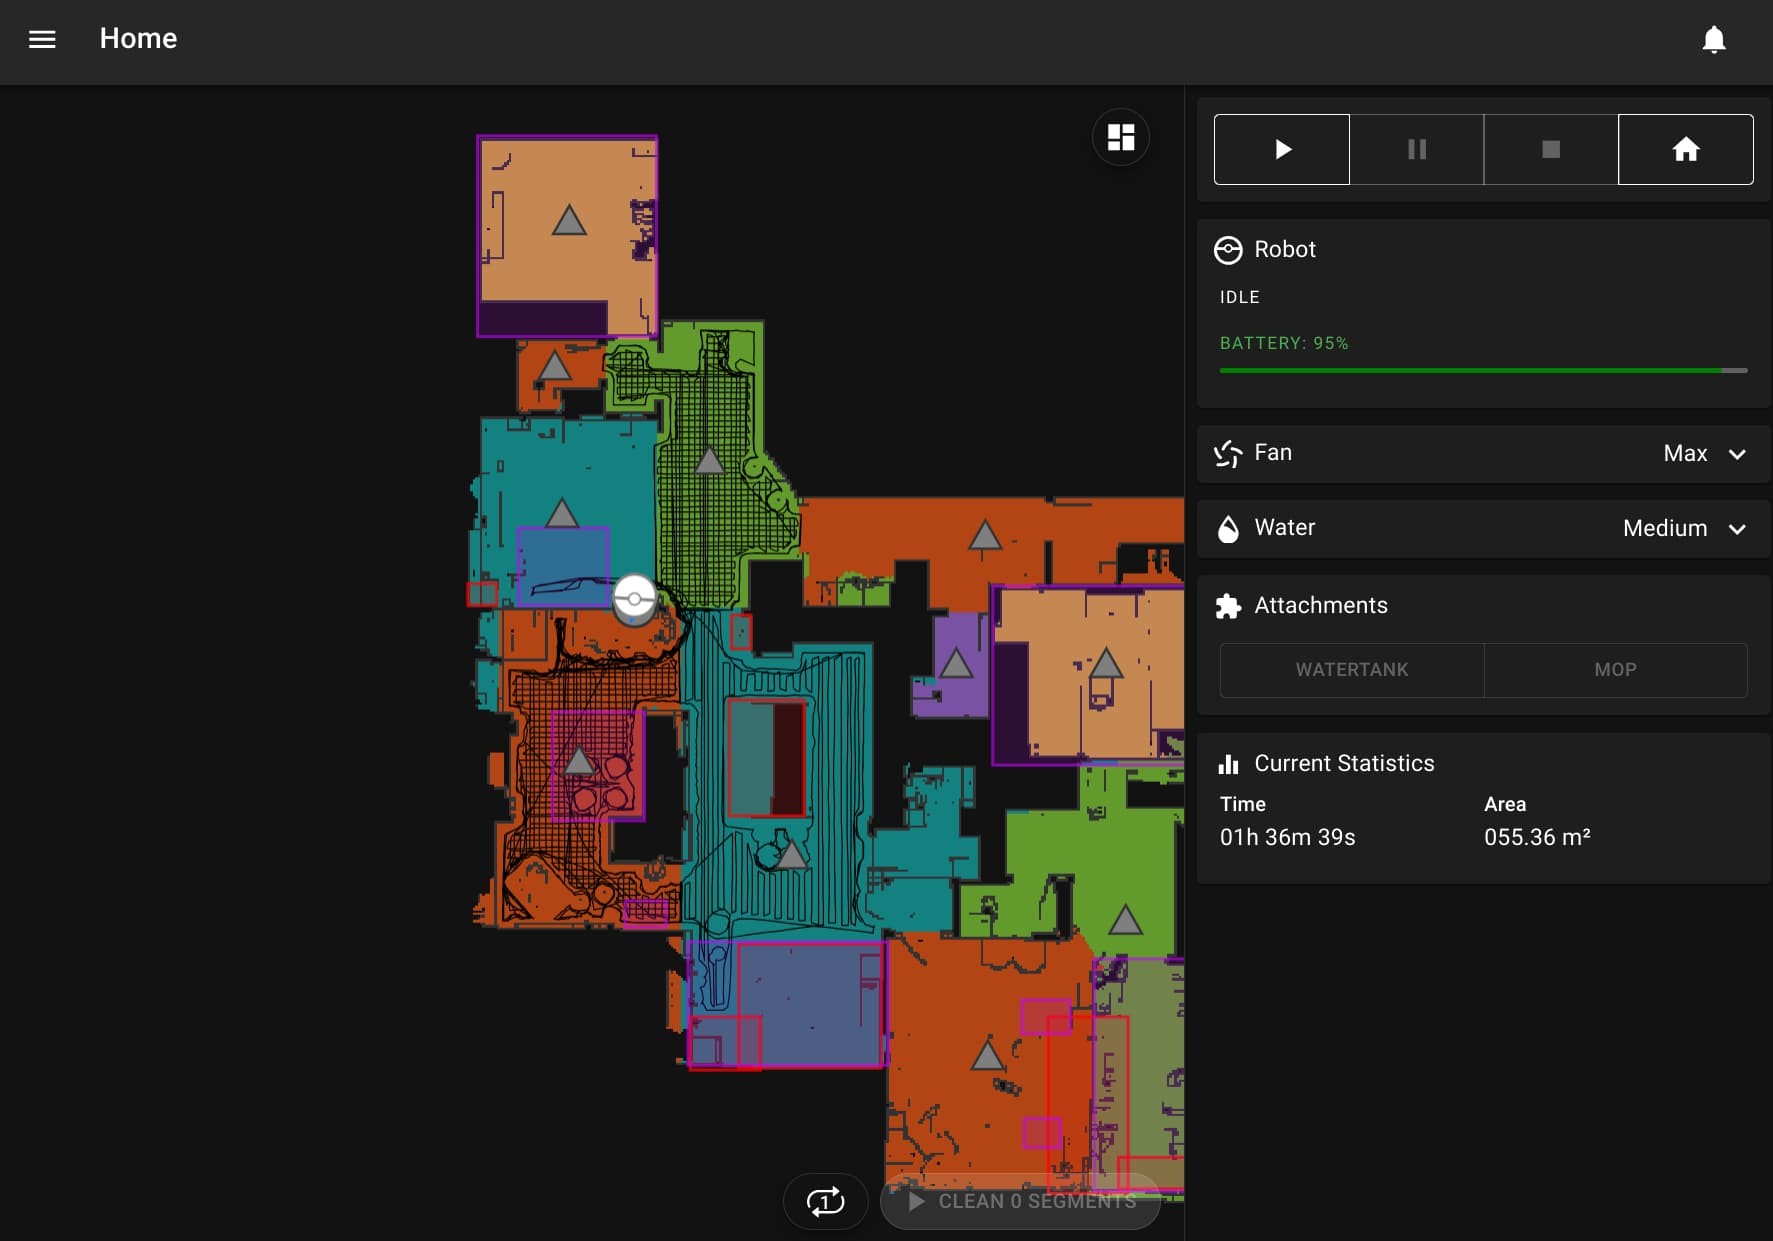 Home
Robot
IDLE
BATTERY: 95%
Fan
Max
Water
Medium
Attachments
WATERTANK
MOP
Current Statistics
Time
Area
01h 36m 39s
055.36 m²
1
CLEAN 0 SEGMENTS